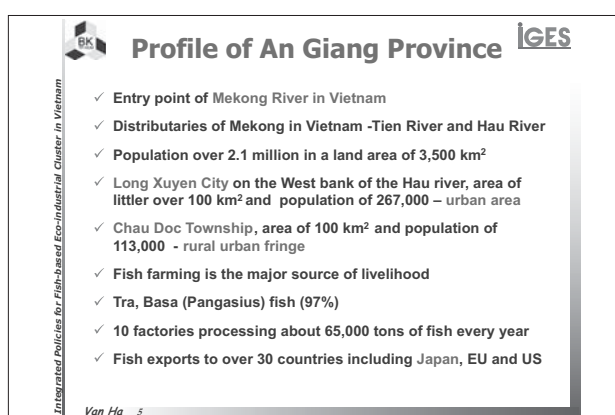 BK
Profile of An Giang Province
IGES
Integrated Policies for Fish-based Eco-industrial Cluster in Vietnam
✓ Entry point of Mekong River in Vietnam
✓ Distributaries of Mekong in Vietnam -Tien River and Hau River
✓ Population over 2.1 million in a land area of 3,500 km²
✓ Long Xuyen City on the West bank of the Hau river, area of
littler over 100 km² and population of 267,000 – urban area
✓ Chau Doc Township, area of 100 km² and population of
113,000 - rural urban fringe
✓ Fish farming is the major source of livelihood
✓ Tra, Basa (Pangasius) fish (97%)
✓ 10 factories processing about 65,000 tons of fish every year
✓ Fish exports to over 30 countries including Japan, EU and US
Van Ha 5